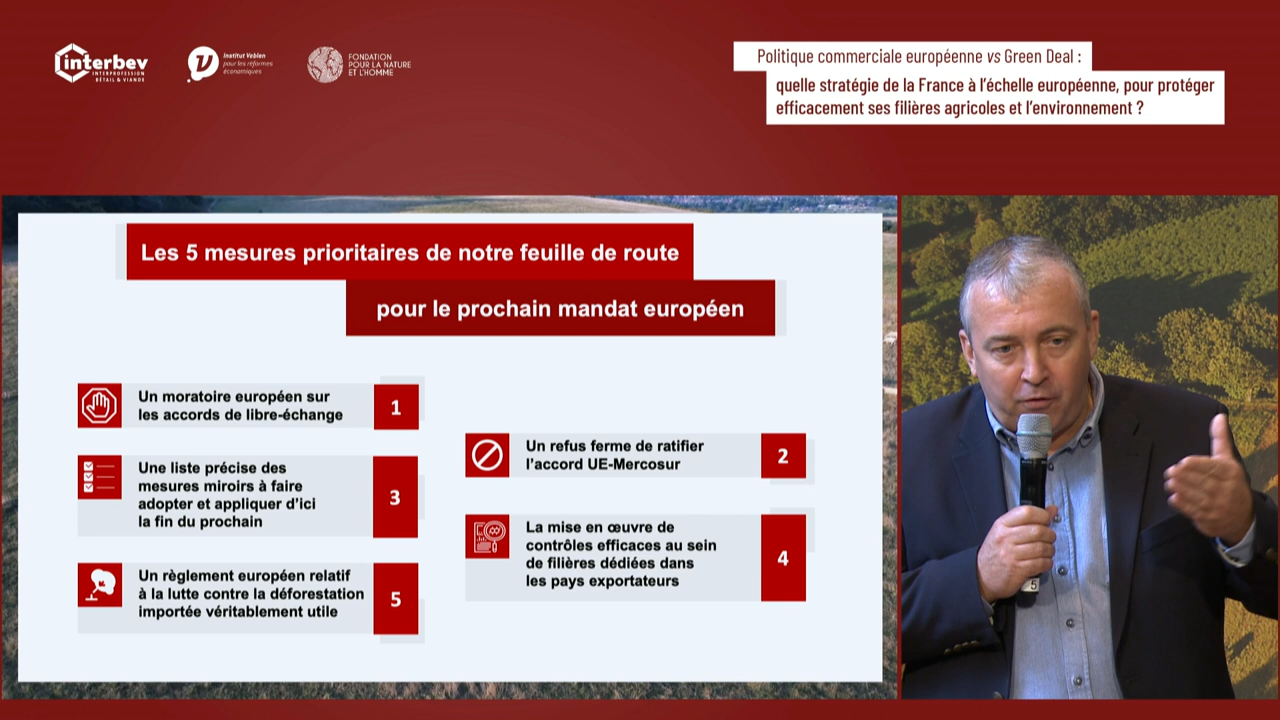 interbev
INTERPROFESSION
BÉTAIL & VIANDE
Institut Veblen
pour les réformes
économiques
FONDATION
POUR LA NATURE
ET L'HOMME
Politique commerciale européenne vs Green Deal :
quelle stratégie de la France à l'échelle européenne, pour protéger
efficacement ses filières agricoles et l'environnement ?
Les 5 mesures prioritaires de notre feuille de route
pour le prochain mandat européen
Un moratoire européen sur
les accords de libre-échange
1
Un refus ferme de ratifier
l'accord UE-Mercosur
2
Une liste précise des
mesures miroirs à faire
adopter et appliquer d'ici
la fin du prochain
3
La mise en œuvre de
contrôles efficaces au sein
de filières dédiées dans
les pays exportateurs
4
Un règlement européen relatif
à la lutte contre la déforestation
importée véritablement utile
5
5